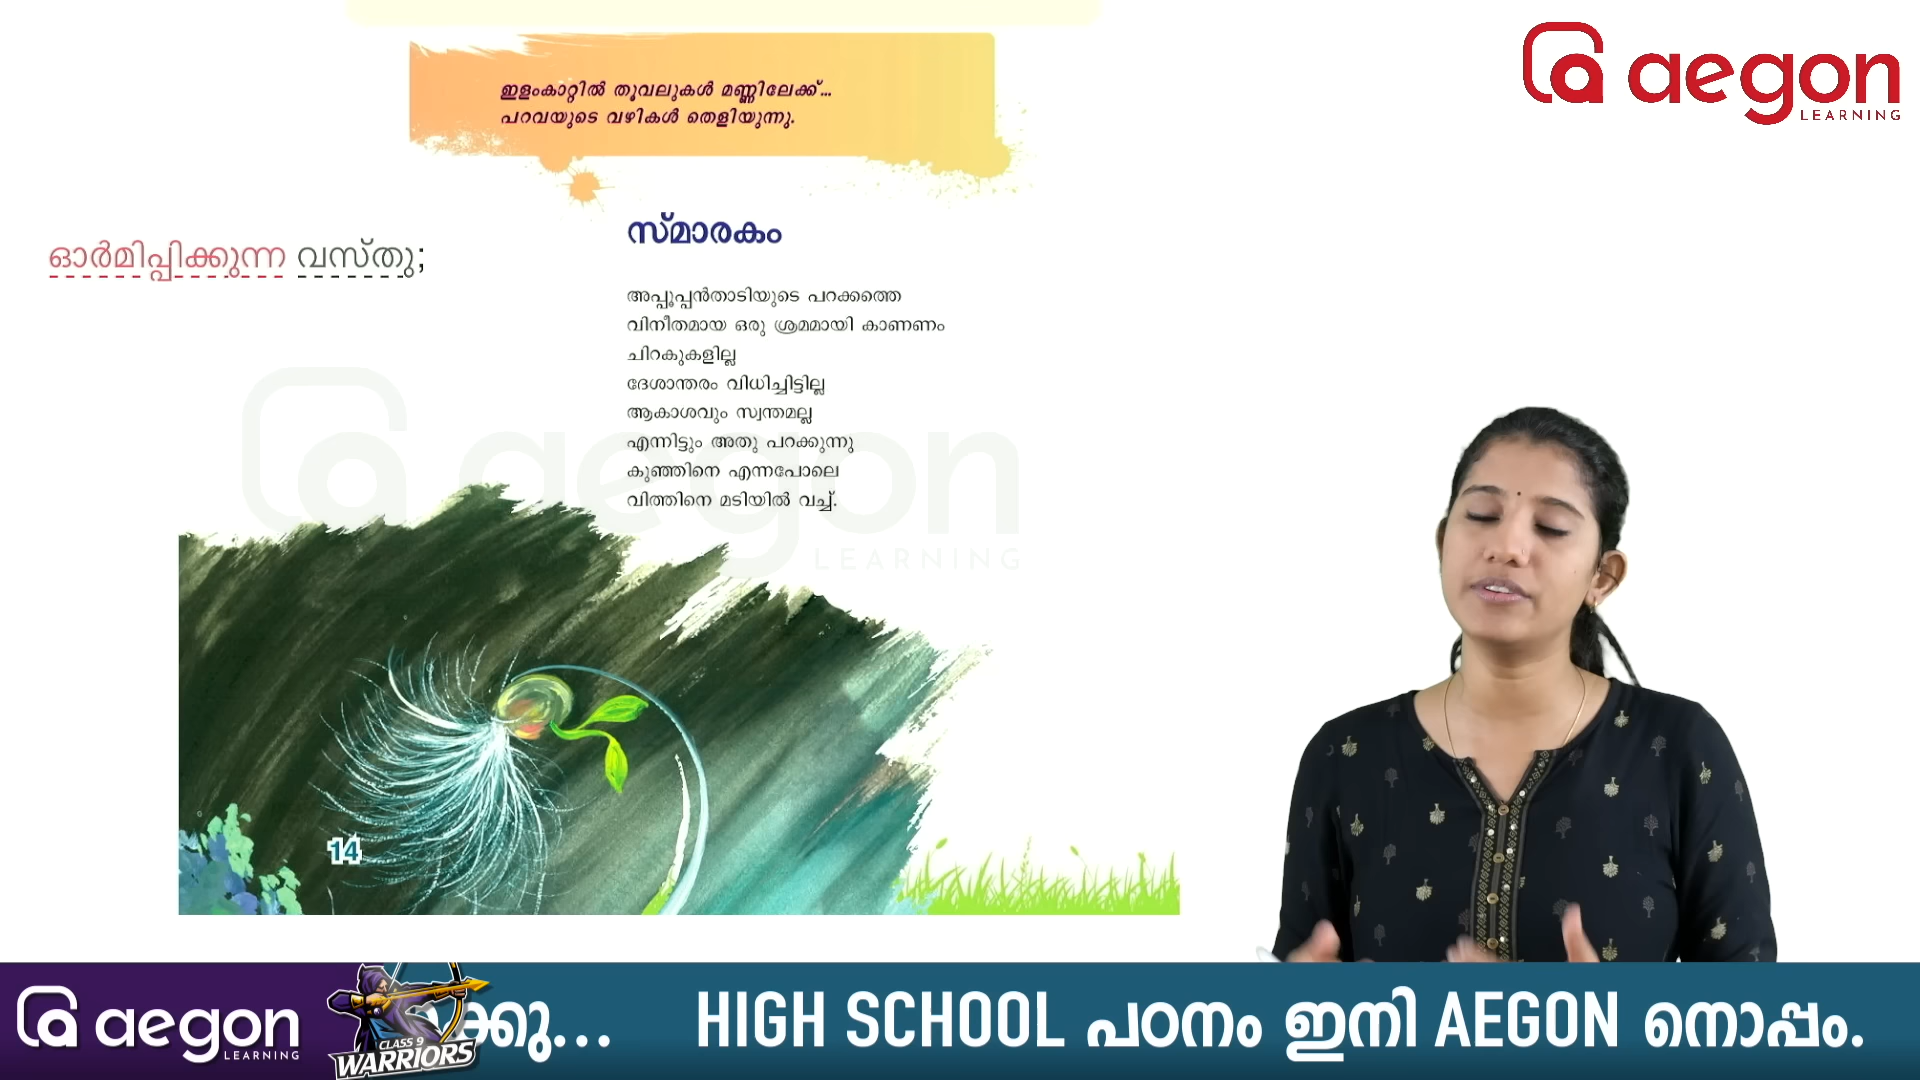 ഇളംകാറ്റിൽ തൂവലുകൾ മണ്ണിലേക്ക്...
പറവയുടെ വഴികൾ തെളിയുന്നു.
aegon
LEARNING
സ്മാരകം
ഓർമിപ്പിക്കുന്ന വസ്തു;
അപ്പൂപ്പൻതാടിയുടെ പറക്കത്തെ
വിനീതമായ ഒരു ശ്രമമായി കാണണം
ചിറകുകളില്ല
ദേശാന്തരം വിധിച്ചിട്ടില്ല
ആകാശവും സ്വന്തമല്ല
എന്നിട്ടും അതു പറക്കുന്നു
കുഞ്ഞിനെ എന്നപോലെ
വിത്തിനെ മടിയിൽ വച്ച്.
aegon
LEARNING
14
aegon
LEARNING
CLASS 9
WARRIORS
ക്കൂ... HIGH SCHOOL പഠനം ഇനി AEGON നൊപ്പം.